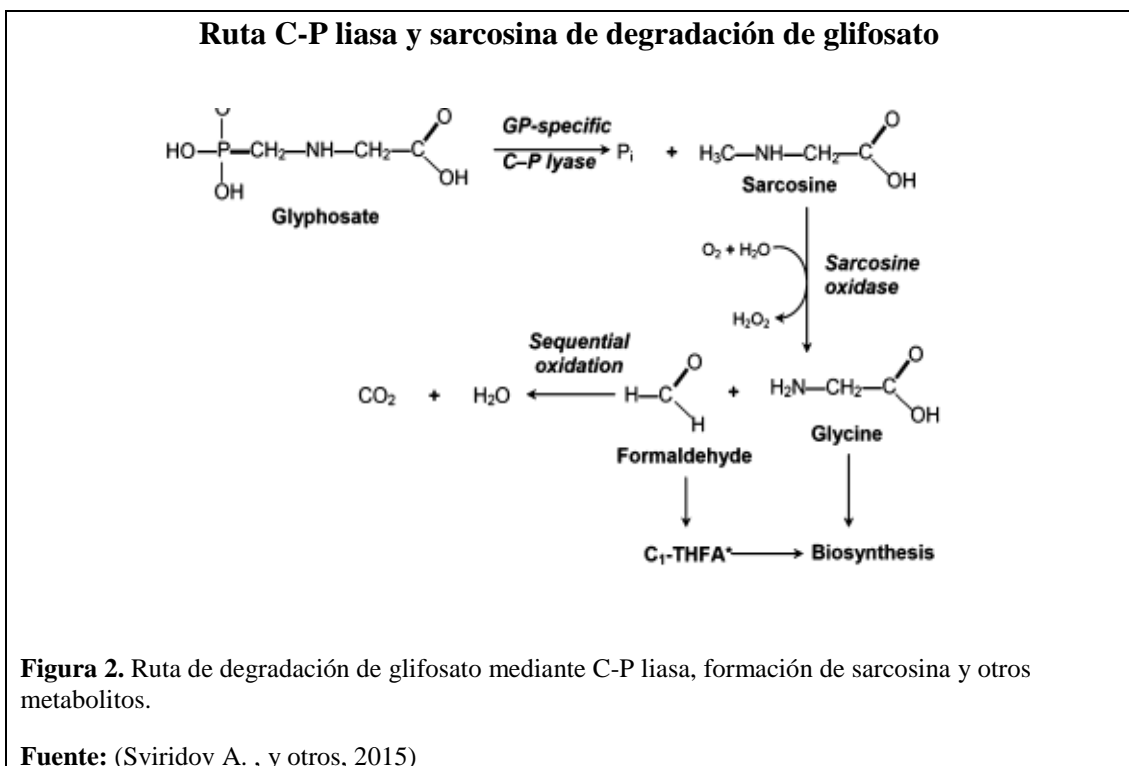 Ruta C-P liasa y sarcosina de degradación de glifosato
O
HO—P=CH₂—NH—CH₂—C
O
OH
OH
Glyphosate
GP-specific
C–P lyase
Pᵢ + H₃C—NH—CH₂—C
O
OH
Sarcosine
O₂ + H₂O
Sarcosine
oxidase
H₂O₂
Sequential
oxidation
CO₂ + H₂O
H—C
O
H
+ H₂N—CH₂—C
O
OH
Formaldehyde
Glycine
C₁-THFA*
Biosynthesis
Figura 2. Ruta de degradación de glifosato mediante C-P liasa, formación de sarcosina y otros
metabolitos.
Fuente: (Sviridov A. , y otros, 2015)